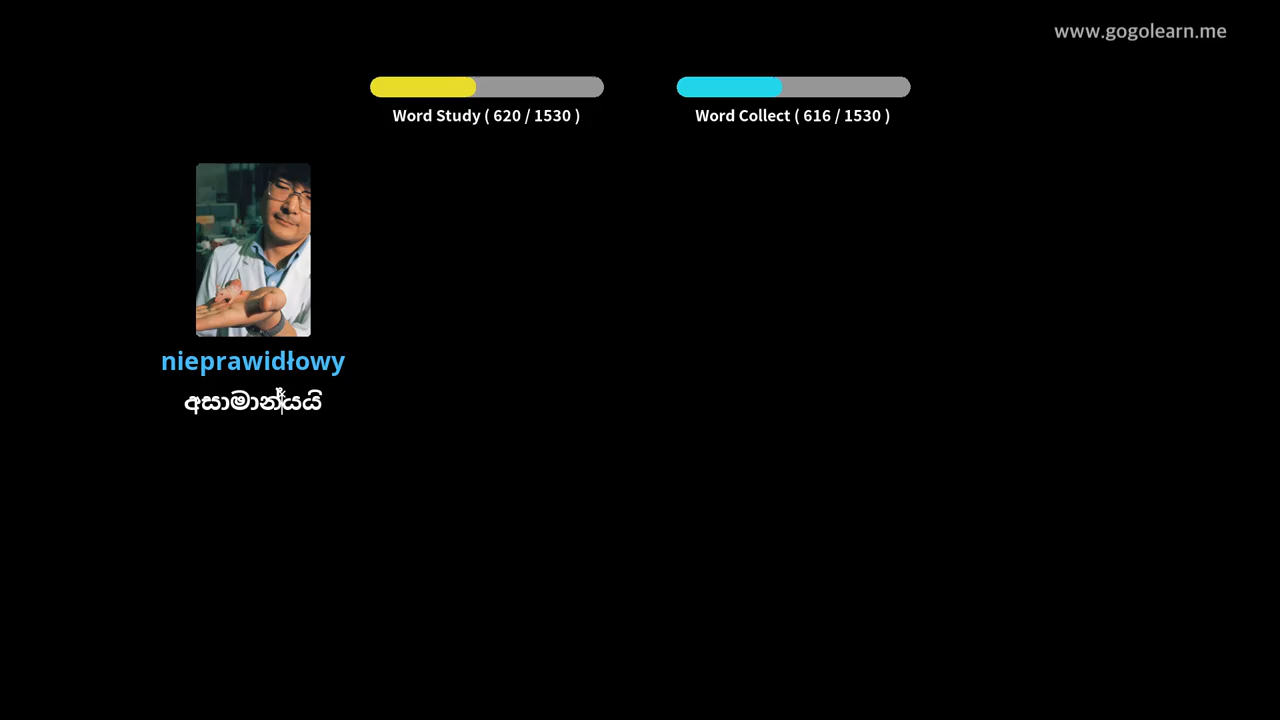 www.gogolearn.me
Word Study ( 620 / 1530 )
Word Collect ( 616 / 1530 )
nieprawidłowy
අසාමාන්‍යයි